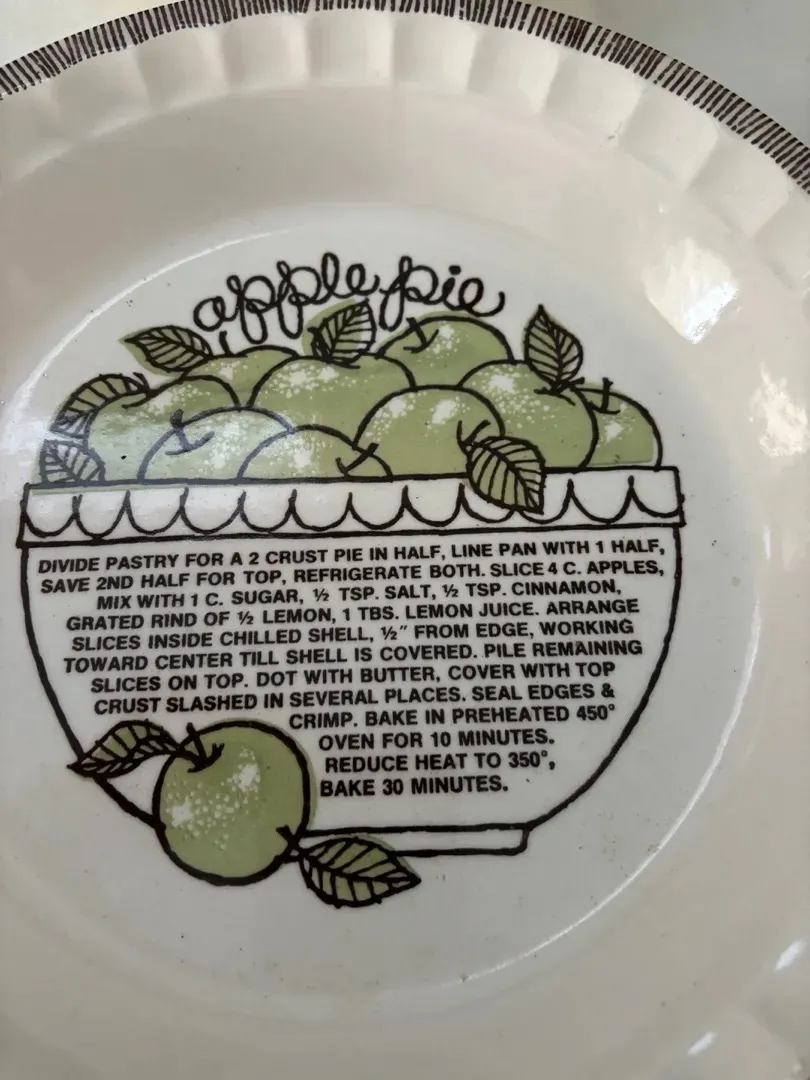 apple pie
DIVIDE PASTRY FOR A 2 CRUST PIE IN HALF, LINE PAN WITH 1 HALF,
SAVE 2ND HALF FOR TOP, REFRIGERATE BOTH. SLICE 4 C. APPLES,
MIX WITH 1 C. SUGAR, ½ TSP. SALT, ½ TSP. CINNAMON,
GRATED RIND OF ½ LEMON, 1 TBS. LEMON JUICE. ARRANGE
SLICES INSIDE CHILLED SHELL, ½" FROM EDGE, WORKING
TOWARD CENTER TILL SHELL IS COVERED. PILE REMAINING
SLICES ON TOP. DOT WITH BUTTER, COVER WITH TOP
CRUST SLASHED IN SEVERAL PLACES. SEAL EDGES &
CRIMP. BAKE IN PREHEATED 450°
OVEN FOR 10 MINUTES.
REDUCE HEAT TO 350°,
BAKE 30 MINUTES.